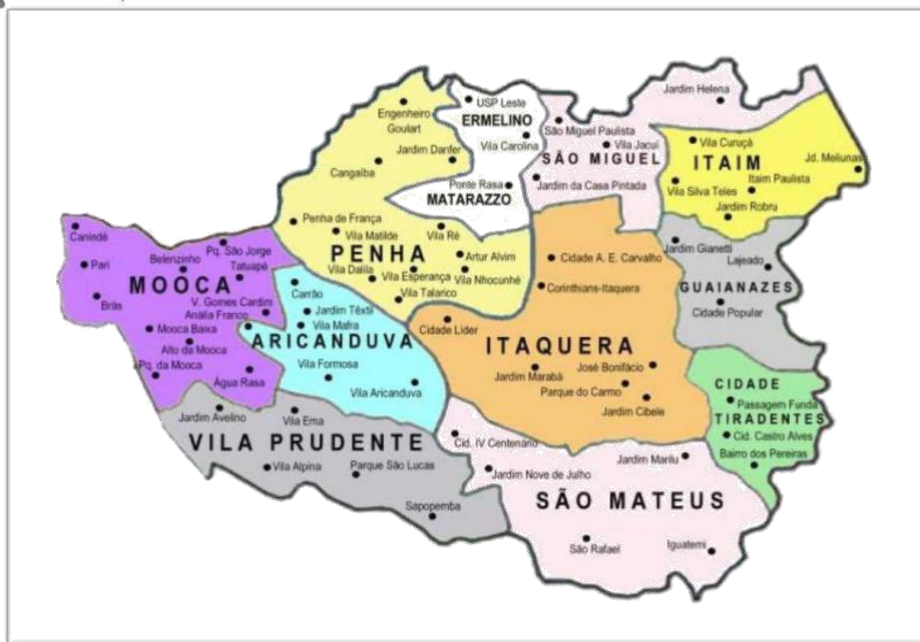 Jardim Helena
Engenheiro
Goulart
USP Leste
ERMELINO
Vila Carolina
Jardim Danfer
Cangaíba
Ponte Rasa
MATARAZZO
São Miguel Paulista
Vila Jacuí
SÃO MIGUEL
Jardim da Casa Pintada
Vila Curuçá
ITAIM
Jd. Meliunas
Itaim Paulista
Vila Silva Teles
Jardim Robru
Penha de França
Vila Matilde
Vila Ré
PENHA
Artur Alvim
Vila Dalila
Vila Esperança
Vila Nhocunhé
Vila Talarico
Canindé
Pari
Brás
Pq. São Jorge
Belenzinho
Tatuapé
MOOCA
V. Gomes Cardim
Anália Franco
Mooca Baixa
Alto da Mooca
Pq. da Mooca
Água Rasa
Carrão
Jardim Têxtil
Vila Mafra
ARICANDUVA
Vila Formosa
Vila Aricanduva
Cidade A. E. Carvalho
Corinthians-Itaquera
Cidade Líder
ITAQUERA
José Bonifácio
Jardim Marabá
Parque do Carmo
Jardim Cibele
Jardim Gianetti
Lajeado
GUAIANAZES
Cidade Popular
CIDADE
Passagem Funda
TIRADENTES
Cid. Castro Alves
Bairro dos Pereiras
Jardim Avelino
Vila Ema
VILA PRUDENTE
Vila Alpina
Parque São Lucas
Sapopemba
Cid. IV Centenário
Jardim Marilu
Jardim Nove de Julho
SÃO MATEUS
São Rafael
Iguatemi